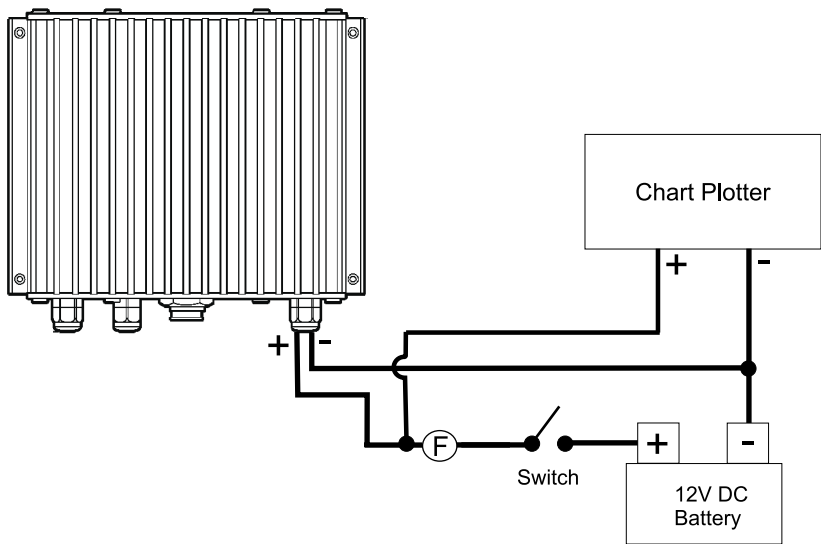 Chart Plotter
+ -
+ -
F
Switch
+ -
12V DC
Battery